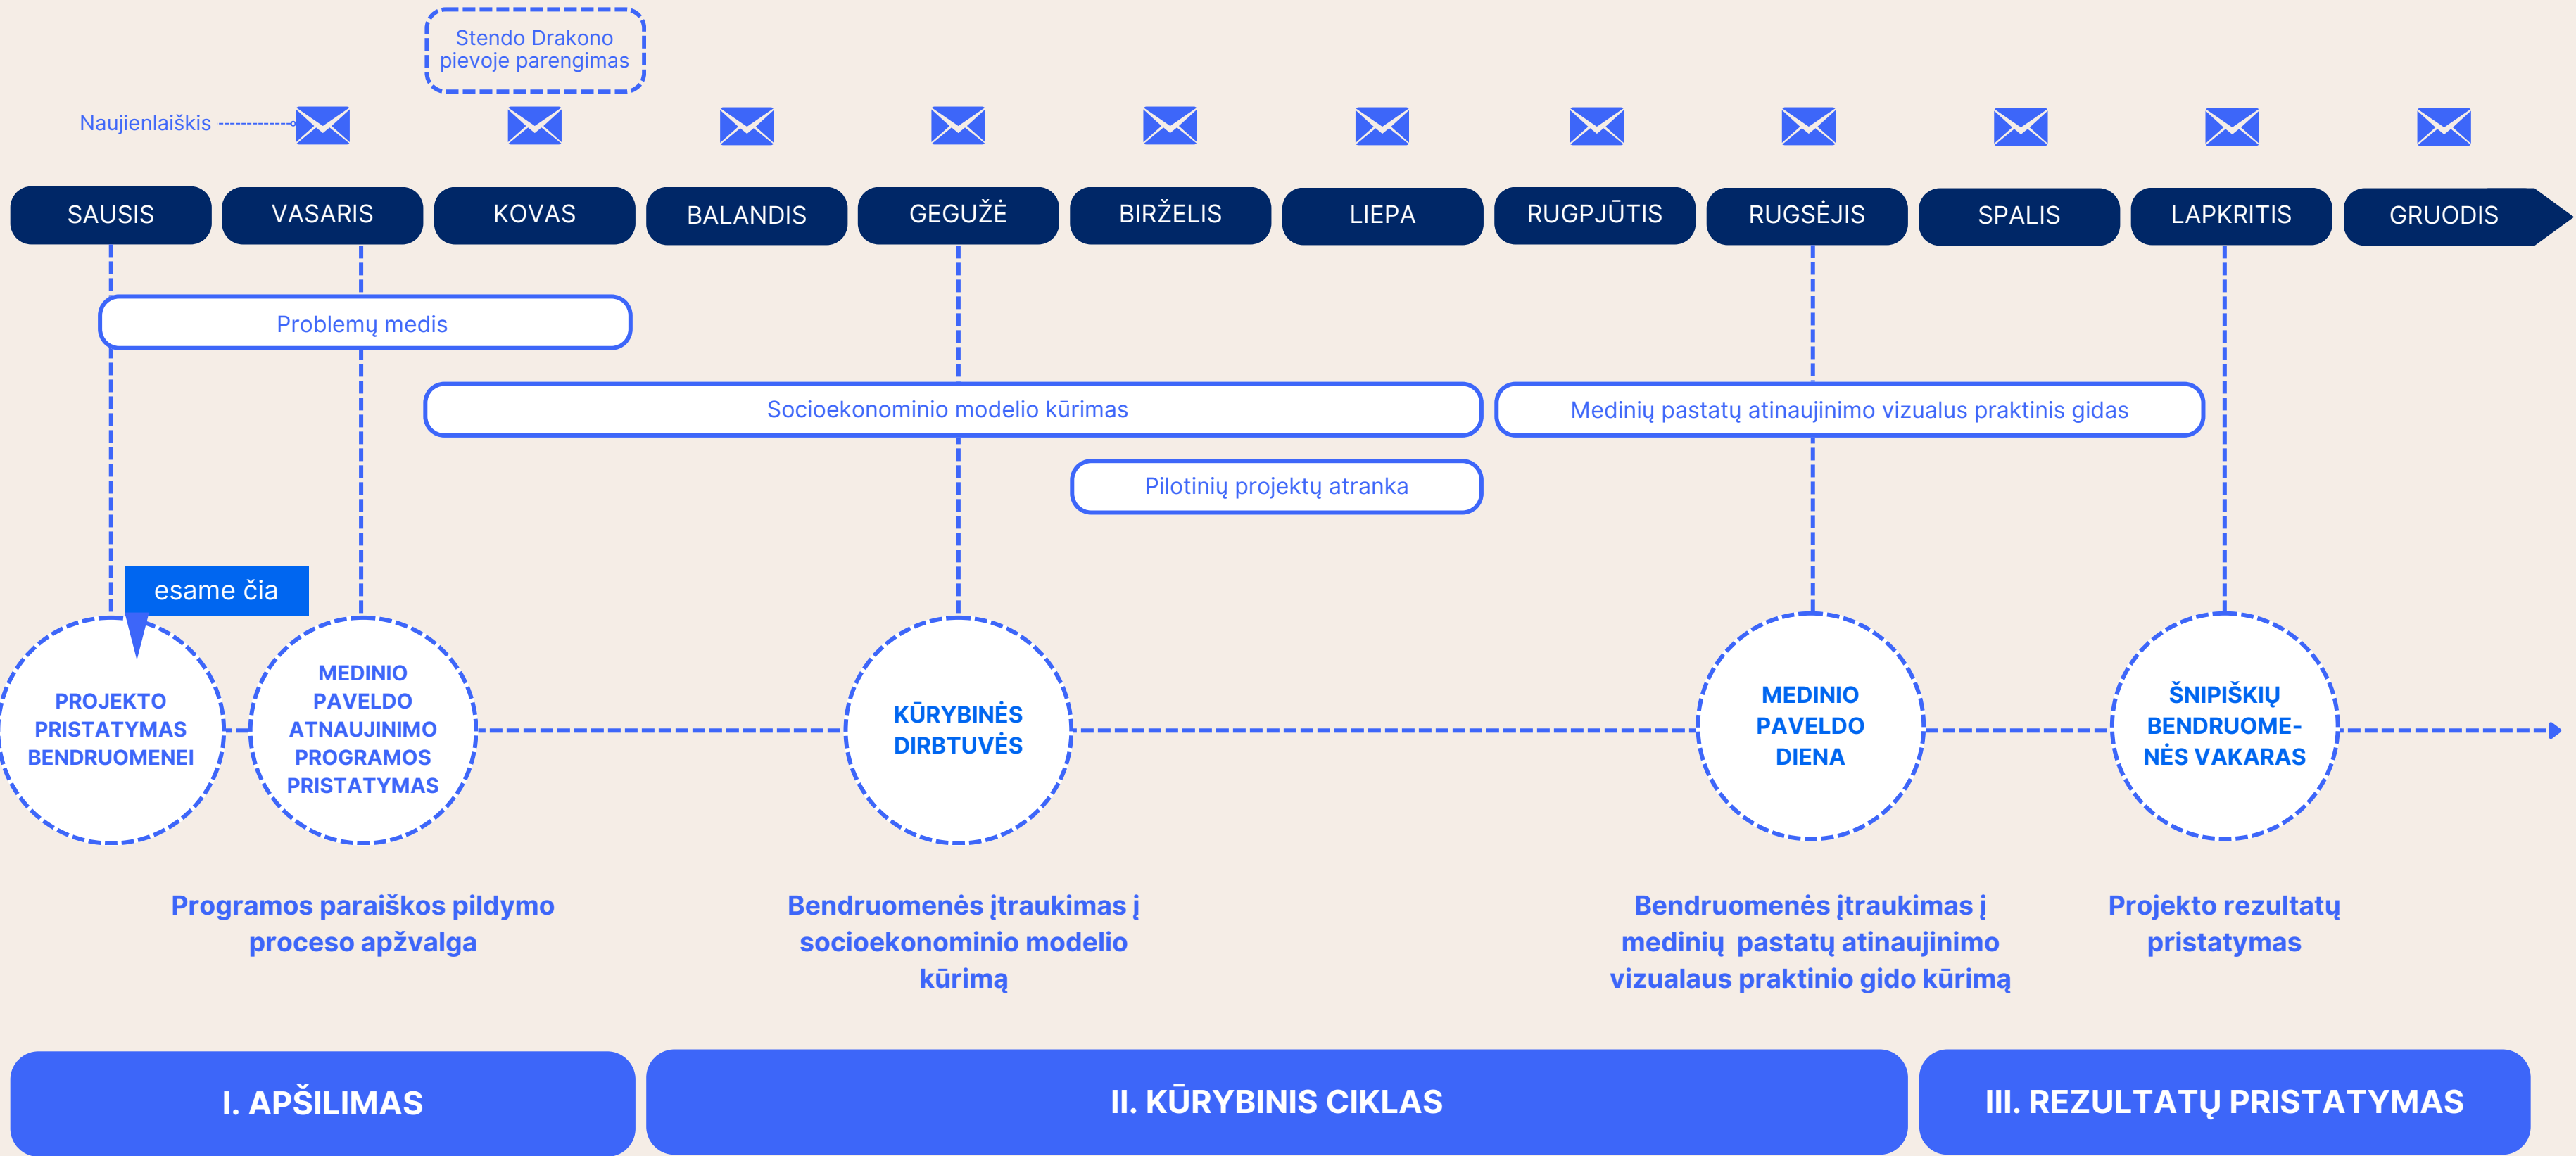 Stendo Drakono
pievoje parengimas
Naujienlaiškis
SAUSIS
VASARIS
KOVAS
BALANDIS
GEGUŽĖ
BIRŽELIS
LIEPA
RUGPJŪTIS
RUGSĖJIS
SPALIS
LAPKRITIS
GRUODIS
Problemų medis
Socioekonominio modelio kūrimas
Medinių pastatų atinaujinimo vizualus praktinis gidas
Pilotinių projektų atranka
esame čia
PROJEKTO
PRISTATYMAS
BENDRUOMENEI
MEDINIO
PAVELDO
ATNAUJINIMO
PROGRAMOS
PRISTATYMAS
KŪRYBINĖS
DIRBTUVĖS
MEDINIO
PAVELDO
DIENA
ŠNIPIŠKIŲ
BENDRUOME-
NĖS VAKARAS
Programos paraiškos pildymo
proceso apžvalga
Bendruomenės įtraukimas į
socioekonominio modelio
kūrimą
Bendruomenės įtraukimas į
medinių  pastatų atinaujinimo
vizualaus praktinio gido kūrimą
Projekto rezultatų
pristatymas
I. APŠILIMAS
II. KŪRYBINIS CIKLAS
III. REZULTATŲ PRISTATYMAS